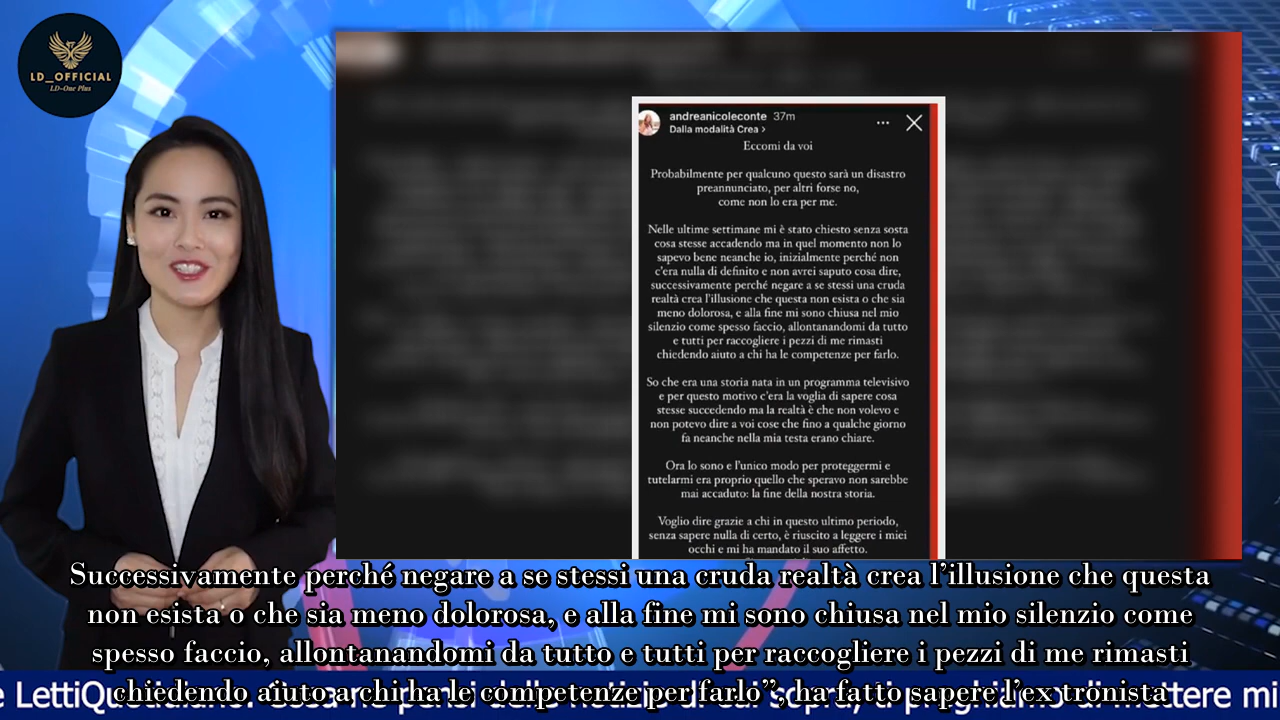 LD_OFFICIAL
LD-One Plus
andreanicoleconte 37m
Dalla modalità Crea >
Eccomi da voi
Probabilmente per qualcuno questo sarà un disastro
preannunciato, per altri forse no,
come non lo era per me.
Nelle ultime settimane mi è stato chiesto senza sosta
cosa stesse accadendo ma in quel momento non lo
sapevo bene neanche io, inizialmente perché non
c'era nulla di definito e non avrei saputo cosa dire,
successivamente perché negare a se stessi una cruda
realtà crea l'illusione che questa non esista o che sia
meno dolorosa, e alla fine mi sono chiusa nel mio
silenzio come spesso faccio, allontanandomi da tutto
e tutti per raccogliere i pezzi di me rimasti
chiedendo aiuto a chi ha le competenze per farlo.
So che era una storia nata in un programma televisivo
e per questo motivo c'era la voglia di sapere cosa
stesse succedendo ma la realtà è che non volevo e
non potevo dire a voi cose che fino a qualche giorno
fa neanche nella mia testa erano chiare.
Ora lo sono e l'unico modo per proteggermi e
tutelarmi era proprio quello che speravo non sarebbe
mai accaduto: la fine della nostra storia.
Voglio dire grazie a chi in questo ultimo periodo,
senza sapere nulla di certo, è riuscito a leggere i miei
occhi e mi ha mandato il suo affetto.
Successivamente perché negare a se stessi una cruda realtà crea l'illusione che questa
non esista o che sia meno dolorosa, e alla fine mi sono chiusa nel mio silenzio come
spesso faccio, allontanandomi da tutto e tutti per raccogliere i pezzi di me rimasti
chiedendo aiuto a chi ha le competenze per farlo", ha fatto sapere l'ex tronista
e LettiQuotidiano. ne pensi delle notizie di cui sopra, ti preghiamo di mettere mi